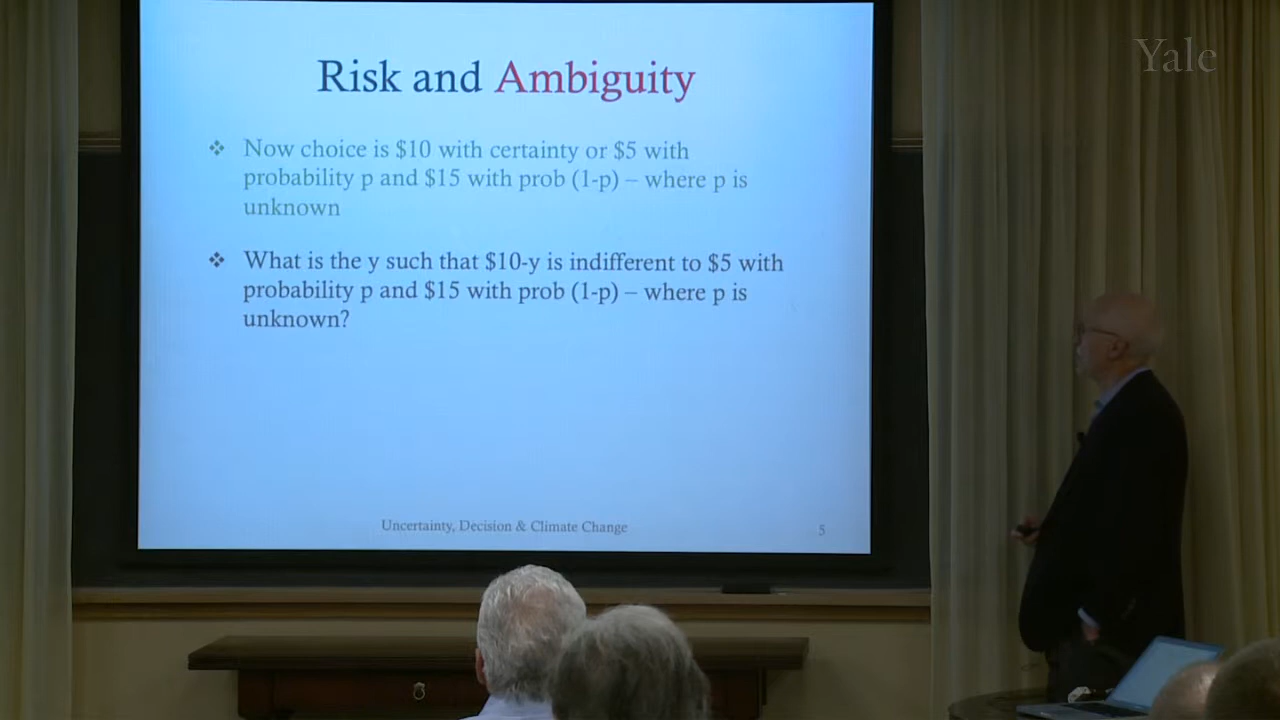 Yale
Risk and Ambiguity
❖ Now choice is $10 with certainty or $5 with
probability p and $15 with prob (1-p) – where p is
unknown
❖ What is the y such that $10-y is indifferent to $5 with
probability p and $15 with prob (1-p) – where p is
unknown?
Uncertainty, Decision & Climate Change
5